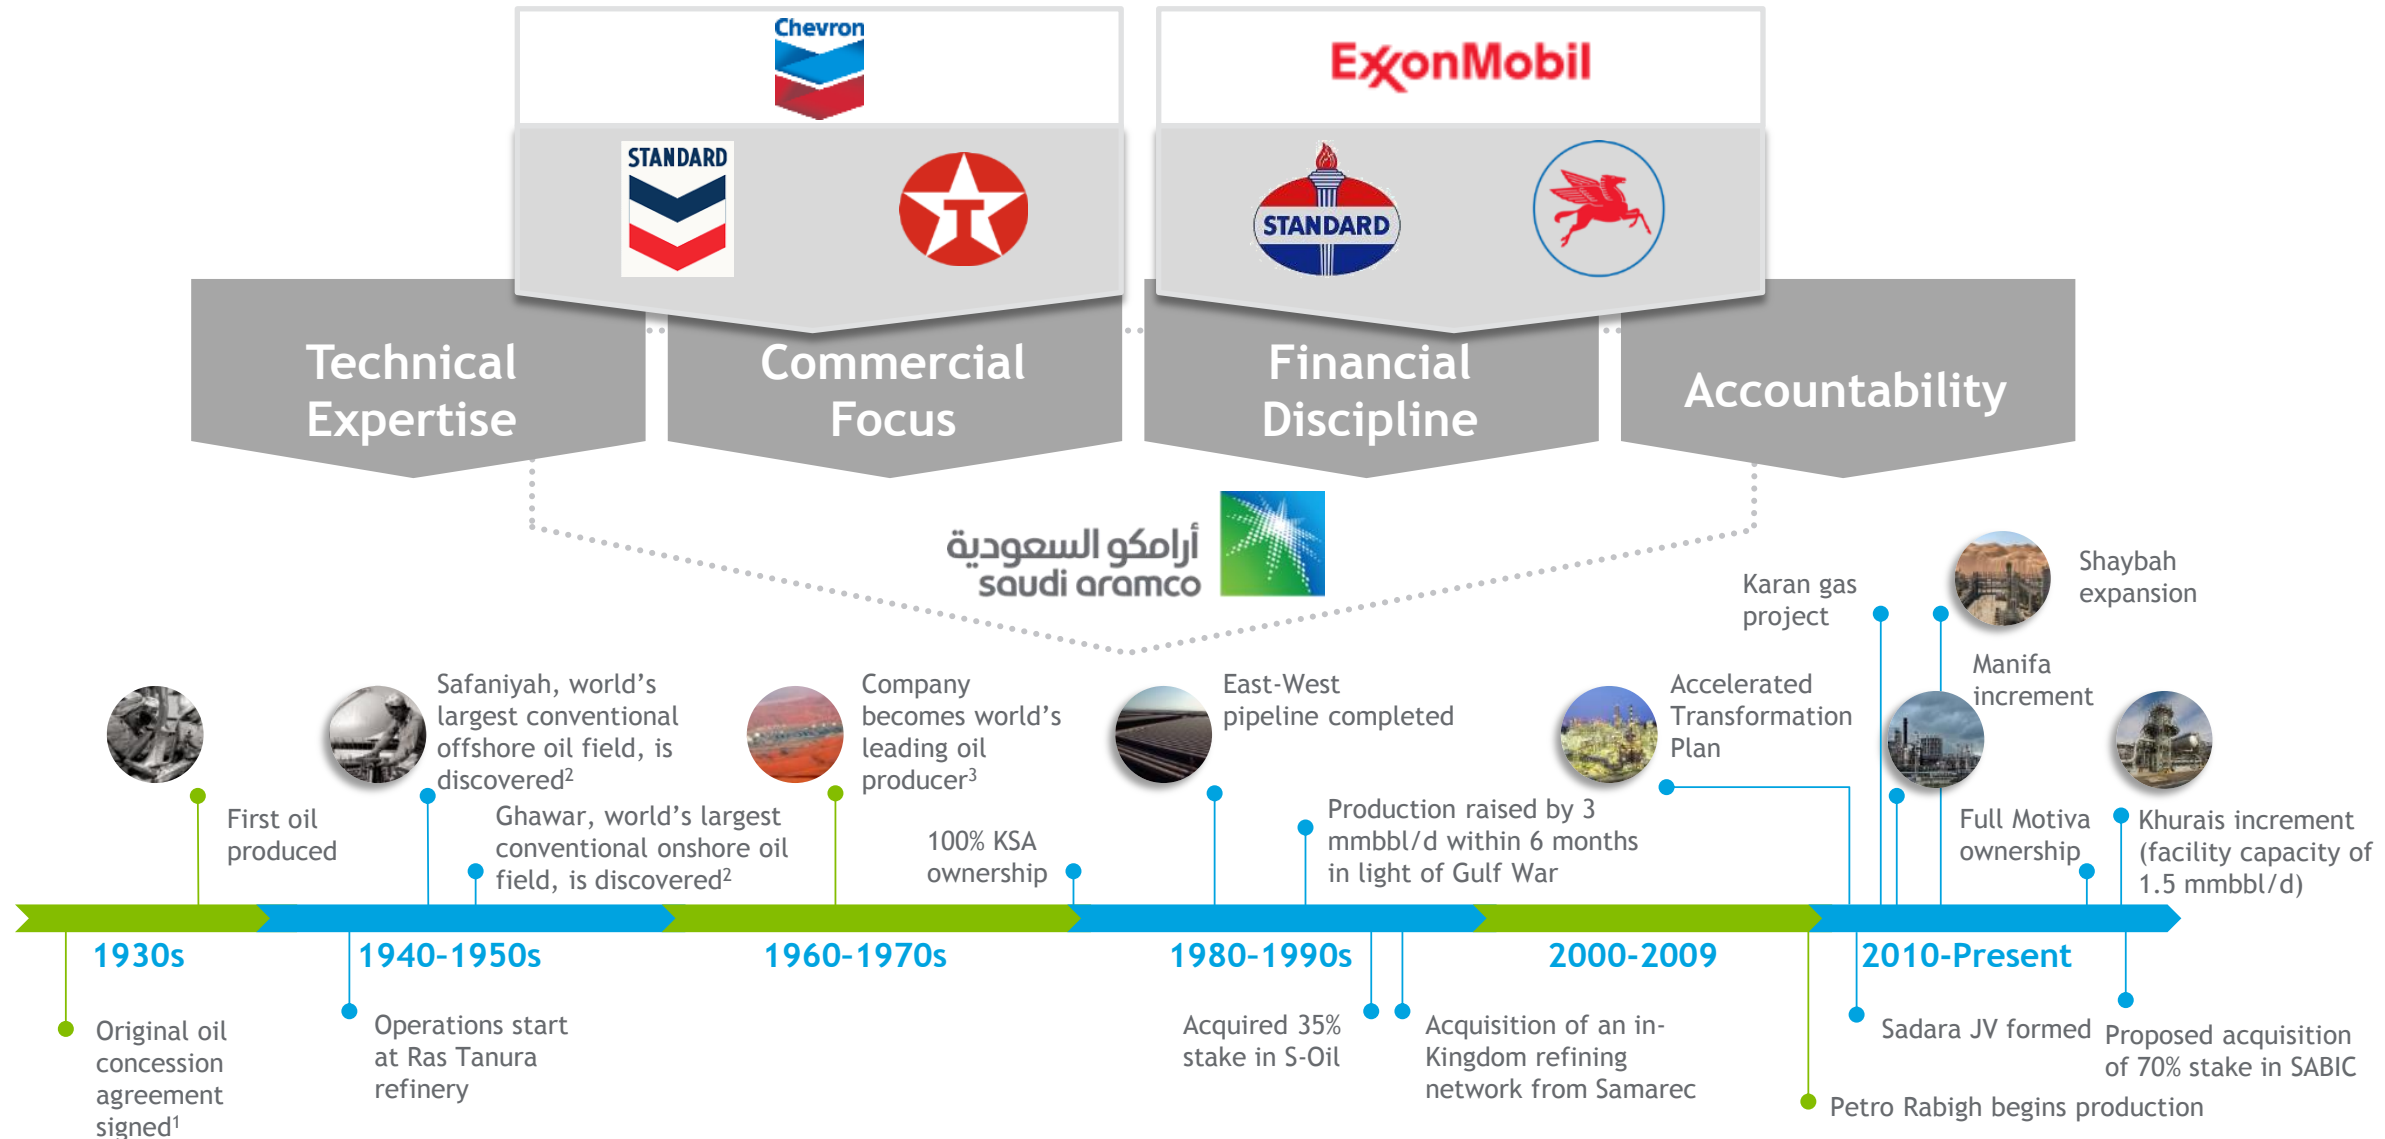 Chevron
ExxonMobil
STANDARD
T
STANDARD
Technical
Expertise
Commercial
Focus
Financial
Discipline
Accountability
أرامكو السعودية
saudi aramco
First oil
produced
Safaniyah, world's
largest conventional
offshore oil field, is
discovered2
Ghawar, world's largest
conventional onshore oil
field, is discovered2
Company
becomes world's
leading oil
producer3
100% KSA
ownership
East-West
pipeline completed
Production raised by 3
mmbbl/d within 6 months
in light of Gulf War
Accelerated
Transformation
Plan
Karan gas
project
Shaybah
expansion
Manifa
increment
Full Motiva
ownership
Khurais increment
(facility capacity of
1.5 mmbbl/d)
1930s
1940–1950s
1960–1970s
1980–1990s
2000-2009
2010-Present
Original oil
concession
agreement
signed1
Operations start
at Ras Tanura
refinery
Acquired 35%
stake in S-Oil
Acquisition of an in-
Kingdom refining
network from Samarec
Sadara JV formed
Proposed acquisition
of 70% stake in SABIC
Petro Rabigh begins production